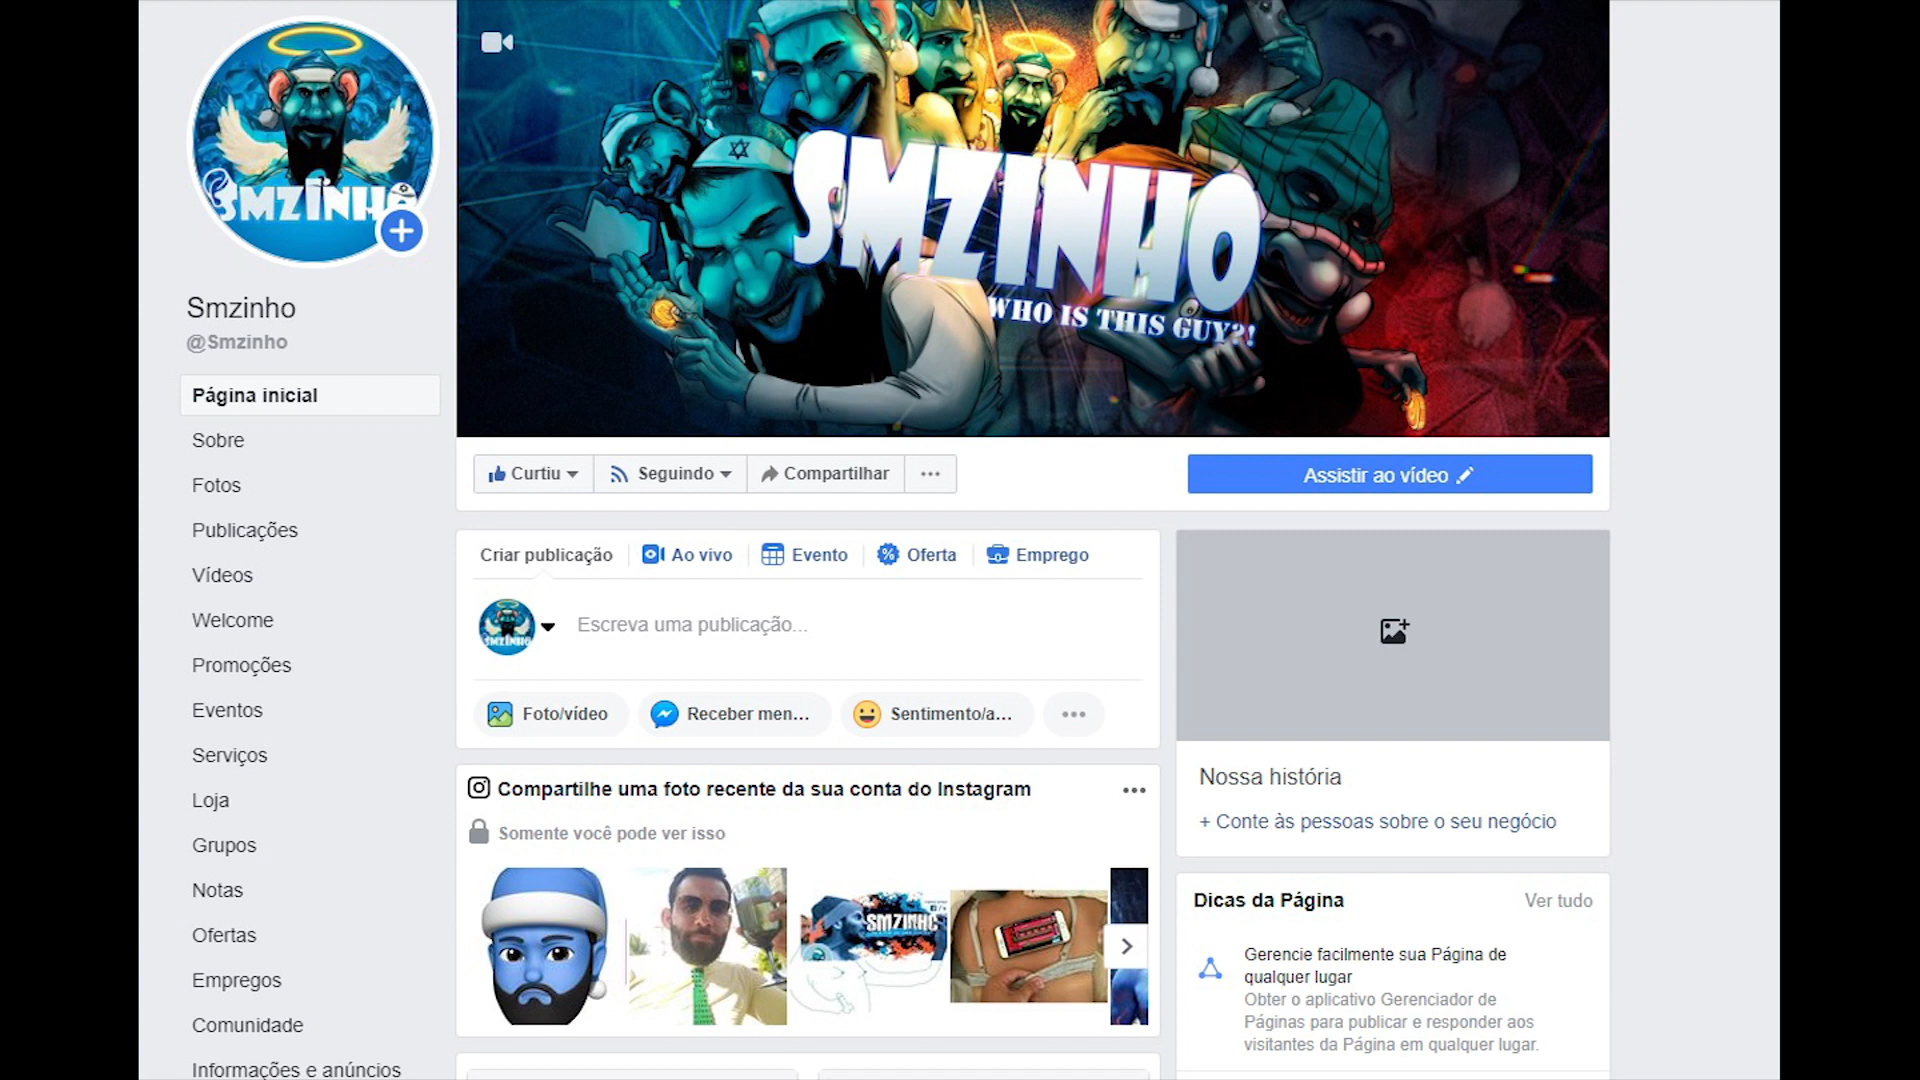 SMZINHO
Smzinho
@Smzinho
Página inicial
Sobre
Fotos
Publicações
Vídeos
Welcome
Promoções
Eventos
Serviços
Loja
Grupos
Notas
Ofertas
Empregos
Comunidade
Informações e anúncios
SMZINHO
WHO IS THIS GUY?!
Curtiu
Seguindo
Compartilhar
Assistir ao vídeo
Criar publicação
Ao vivo
Evento
Oferta
Emprego
SMZINHO
Escreva uma publicação...
Foto/vídeo
Receber men...
Sentimento/a...
Compartilhe uma foto recente da sua conta do Instagram
Somente você pode ver isso
SMZINHO
Nossa história
+ Conte às pessoas sobre o seu negócio
Dicas da Página
Ver tudo
Gerencie facilmente sua Página de
qualquer lugar
Obter o aplicativo Gerenciador de
Páginas para publicar e responder aos
visitantes da Página em qualquer lugar.